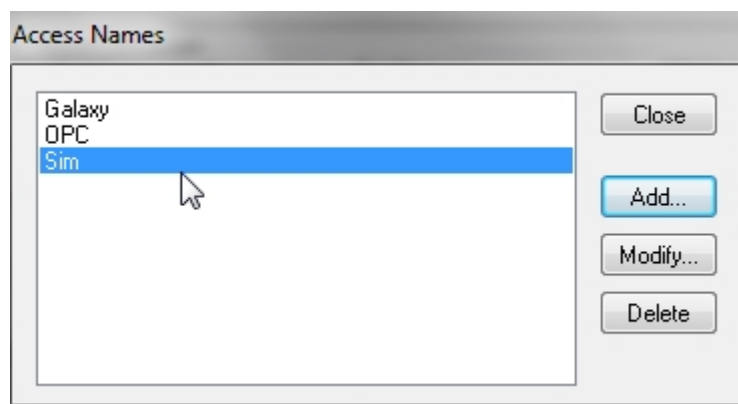 Access Names
Galaxy
OPC
Sim
Close
Add...
Modify...
Delete